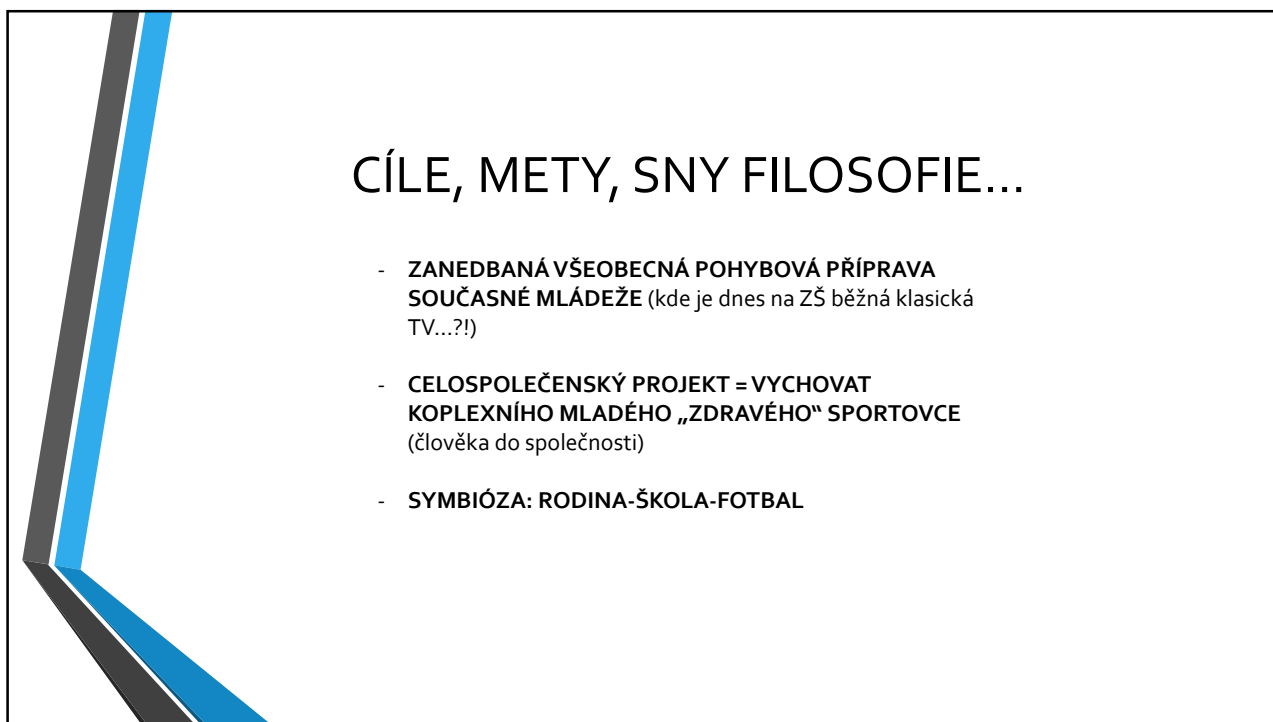 CÍLE, METY, SNY FILOSOFIE...
- ZANEDBANÁ VŠEOBECNÁ POHYBOVÁ PŘÍPRAVA
SOUČASNÉ MLÁDEŽE (kde je dnes na ZŠ běžná klasická
TV...?!)
- CELOSPOLEČENSKÝ PROJEKT = VYCHOVAT
KOPLEXNÍHO MLADÉHO „ZDRAVÉHO“ SPORTOVCE
(člověka do společnosti)
- SYMBIÓZA: RODINA-ŠKOLA-FOTBAL